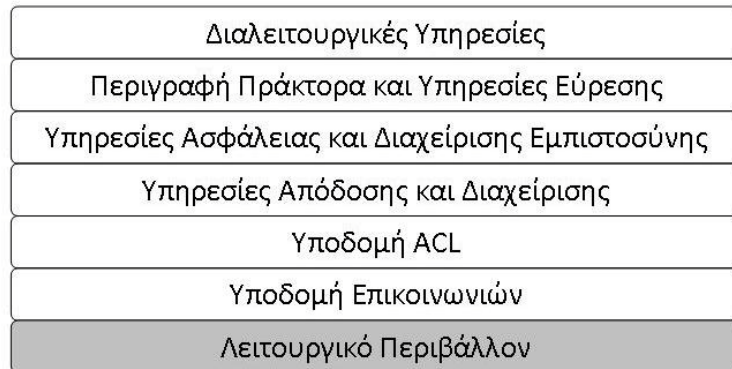 Διαλειτουργικές Υπηρεσίες
Περιγραφή Πράκτορα και Υπηρεσίες Εύρεσης
Υπηρεσίες Ασφάλειας και Διαχείρισης Εμπιστοσύνης
Υπηρεσίες Απόδοσης και Διαχείρισης
Υποδομή ACL
Υποδομή Επικοινωνιών
Λειτουργικό Περιβάλλον